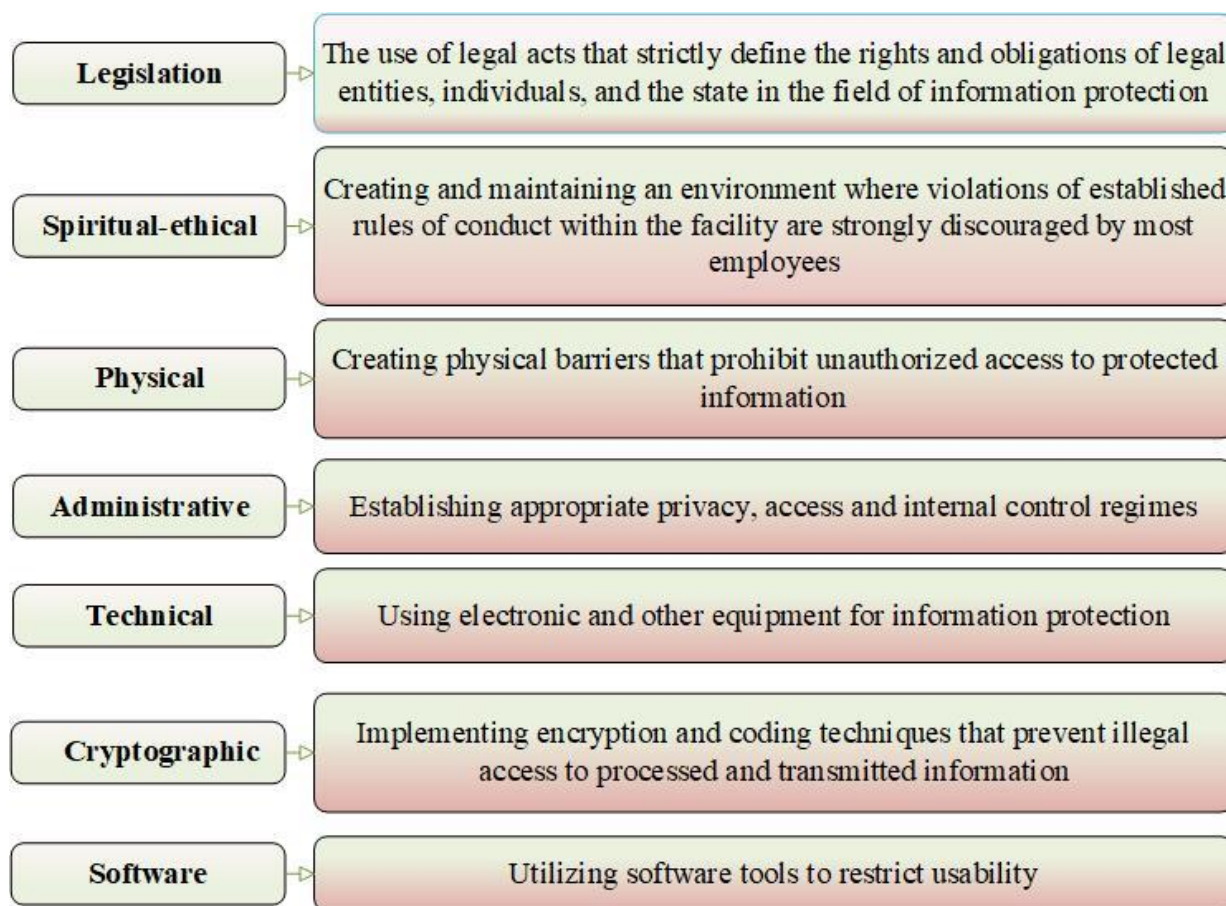 Legislation
The use of legal acts that strictly define the rights and obligations of legal
entities, individuals, and the state in the field of information protection
Spiritual-ethical
Creating and maintaining an environment where violations of established
rules of conduct within the facility are strongly discouraged by most
employees
Physical
Creating physical barriers that prohibit unauthorized access to protected
information
Administrative
Establishing appropriate privacy, access and internal control regimes
Technical
Using electronic and other equipment for information protection
Cryptographic
Implementing encryption and coding techniques that prevent illegal
access to processed and transmitted information
Software
Utilizing software tools to restrict usability